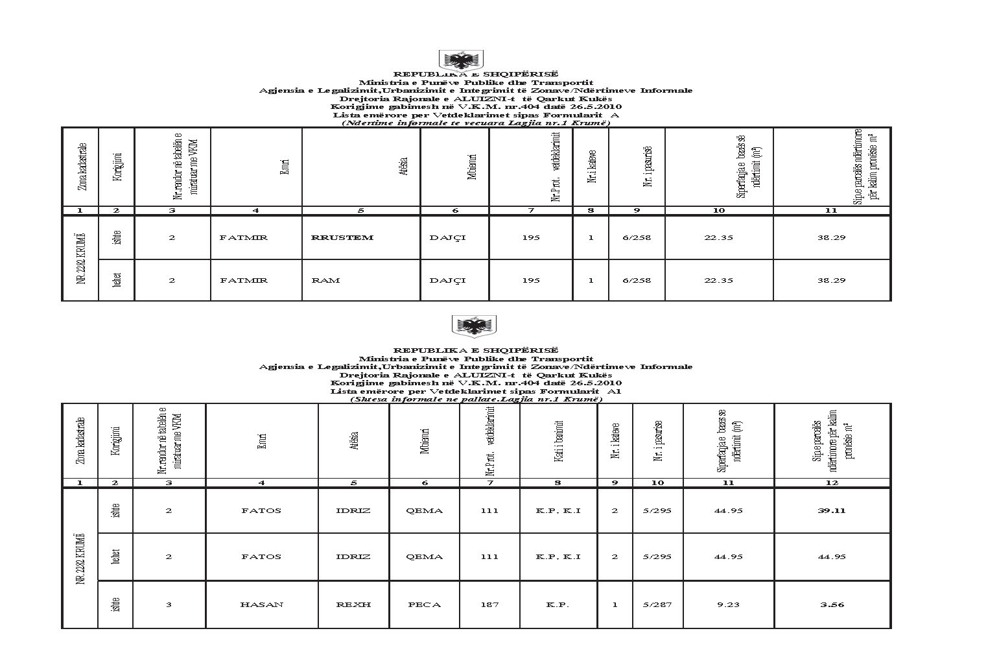 REPUBLIKA E SHQIPËRISË
Ministria e Punëve Publike dhe Transportit
Agjensia e Legalizimit,Urbanizimit e Integrimit të Zonave/Ndërtimeve Informale
Drejtoria Rajonale e ALUIZNI-t të Qarkut Kukës
Korigjime gabimesh në V.K.M. nr.404 datë 26.5.2010
Lista emërore per Vetdeklarimet sipas Formularit A
(Ndertime informale te vecuara Lagjia nr.1 Krumë)
Zona kadastrale
Korigjimi
Nr.rendor në tabelën e
miratuar me VKM
Emri
Atësia
Mbiemri
Nr.Prot. vetdeklarimit
Nr.i kateve
Nr. i pasurisë
Siperfaqja e bazës së
ndërtimit (m²)
Sip.e parcelës ndërtimore
për kalim pronësie m²
1 2 3 4 5 6 7 8 9 10 11
NR.2282 KRUMË
ishte 2 FATMIR RRUSTEM DAJÇI 195 1 6/258 22.35 38.29
behet 2 FATMIR RAM DAJÇI 195 1 6/258 22.35 38.29
REPUBLIKA E SHQIPËRISË
Ministria e Punëve Publike dhe Transportit
Agjensia e Legalizimit,Urbanizimit e Integrimit të Zonave/Ndërtimeve Informale
Drejtoria Rajonale e ALUIZNI-t të Qarkut Kukës
Korigjime gabimesh në V.K.M. nr.404 datë 26.5.2010
Lista emërore per Vetdeklarimet sipas Formularit A1
(Shtesa informale ne pallate.Lagjia nr.1 Krumë)
Zona kadastrale
Korigjimi
Nr.rendor në tabelën e
miratuar me VKM
Emri
Atësia
Mbiemri
Nr.Prot. vetdeklarimit
Kati i banimit
Nr. i kateve
Nr. i pasurise
Siperfaqja e bazes se
ndërtimit (m²)
Sip.e parcelës
ndërtimore për kalim
pronësie m²
1 2 3 4 5 6 7 8 9 10 11 12
NR.2282 KRUMË
ishte 2 FATOS IDRIZ QEMA 111 K.P, K.I 2 5/295 44.95 39.11
behet 2 FATOS IDRIZ QEMA 111 K.P, K.I 2 5/295 44.95 44.95
ishte 3 HASAN REXH PECA 187 K.P. 1 5/287 9.23 3.56